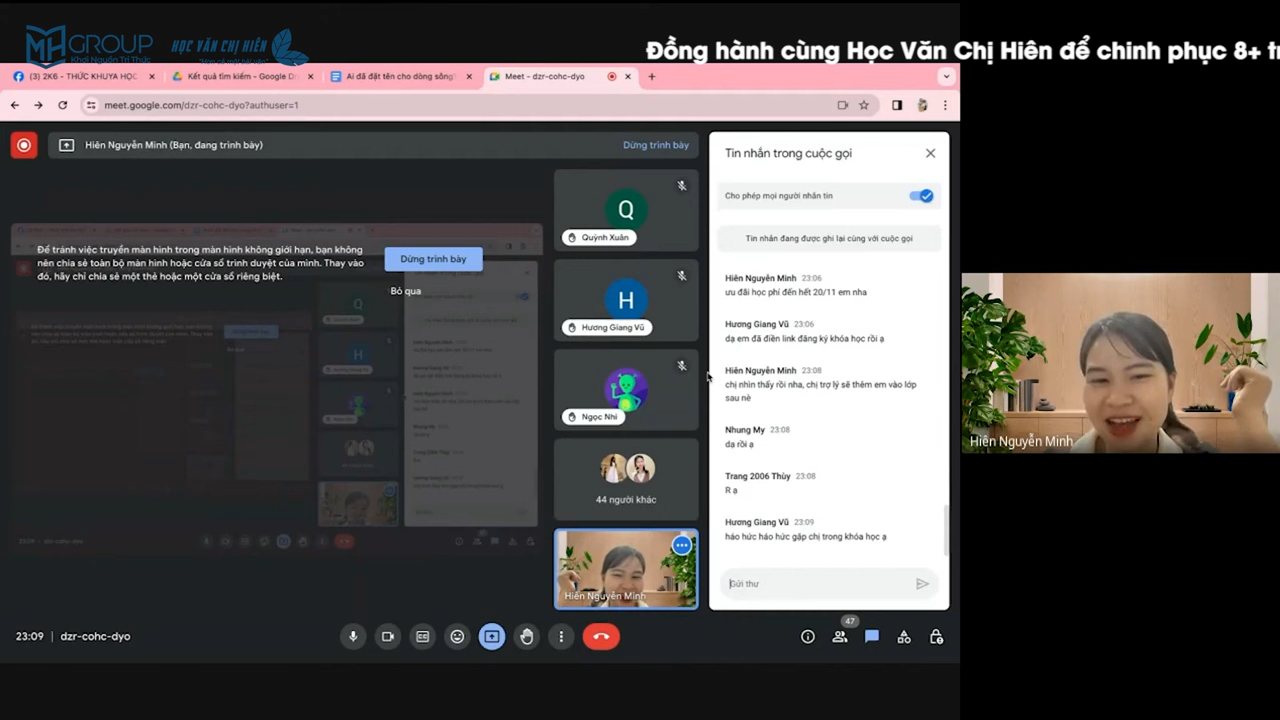 MH GROUP
Khơi Nguồn Tri Thức
HỌC VĂN CHỊ HIÊN
Đồng hành cùng Học Văn Chị Hiên để chinh phục 8+ tr
(3) 2K6 - THỨC KHUYA HỌC
Kết quả tìm kiếm - Google Dr
Ai đã đặt tên cho dòng sông
Meet - dzr-cohc-dyo
meet.google.com/dzr-cohc-dyo?authuser=1
Hiên Nguyễn Minh (Bạn, đang trình bày)
Dừng trình bày
Để tránh việc truyền màn hình trong màn hình không giới hạn, bạn không
nên chia sẻ toàn bộ màn hình hoặc cửa sổ trình duyệt của mình. Thay vào
đó, hãy chỉ chia sẻ một thẻ hoặc một cửa sổ riêng biệt.
Dừng trình bày
Bỏ qua
Q
Quỳnh Xuân
H
Hương Giang Vũ
Ngọc Nhi
44 người khác
Hiên Nguyễn Minh
Tin nhắn trong cuộc gọi
Cho phép mọi người nhắn tin
Tin nhắn đang được ghi lại cùng với cuộc gọi
Hiên Nguyễn Minh 23:06
ưu đãi học phí đến hết 20/11 em nha
Hương Giang Vũ 23:06
dạ em đã điền link đăng ký khóa học rồi ạ
Hiên Nguyễn Minh 23:08
chị nhìn thấy rồi nha, chị trợ lý sẽ thêm em vào lớp
sau nè
Nhung My 23:08
dạ rồi ạ
Trang 2006 Thùy 23:08
R ạ
Hương Giang Vũ 23:09
háo hức háo hức gặp chị trong khóa học ạ
Gửi thư
Hiên Nguyễn Minh
23:09 | dzr-cohc-dyo
47